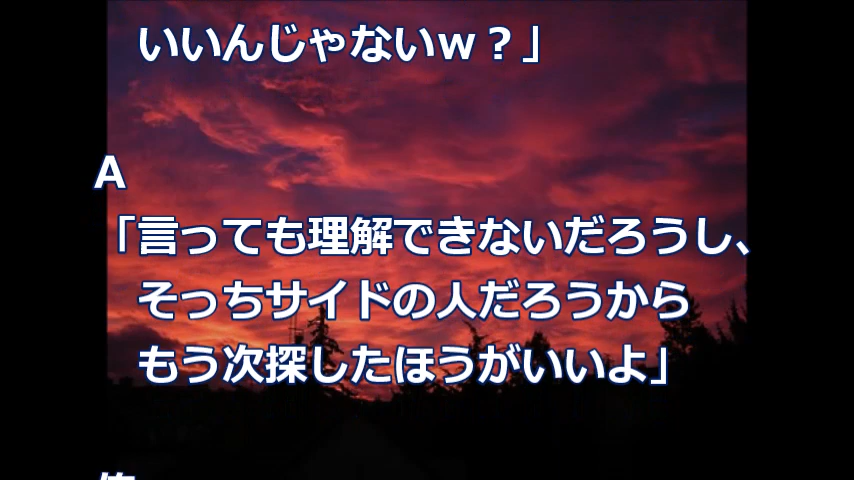 いいんじゃないｗ？」
A
「言っても理解できないだろうし、
そっちサイドの人だろうから
もう次探したほうがいいよ」